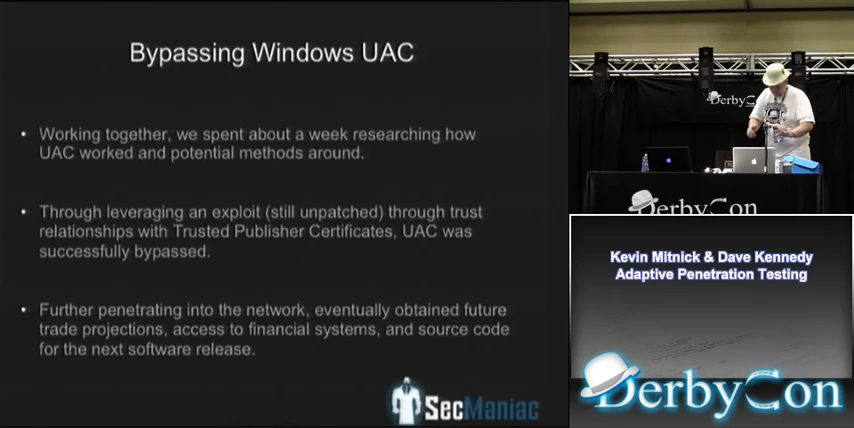 Bypassing Windows UAC
• Working together, we spent about a week researching how
UAC worked and potential methods around.
• Through leveraging an exploit (still unpatched) through trust
relationships with Trusted Publisher Certificates, UAC was
successfully bypassed.
• Further penetrating into the network, eventually obtained future
trade projections, access to financial systems, and source code
for the next software release.
SecManiac
DerbyCon
DerbyCon
Kevin Mitnick & Dave Kennedy
Adaptive Penetration Testing
DerbyCon